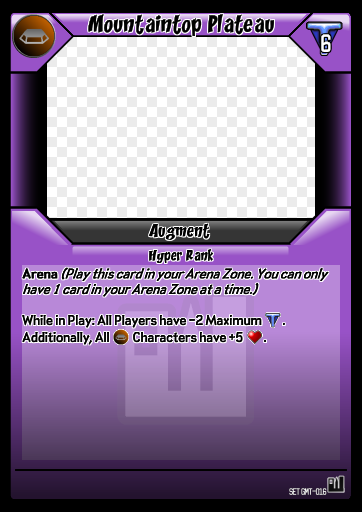 Mountaintop Plateau
6
Augment
Hyper Rank
Arena (Play this card in your Arena Zone. You can only
have 1 card in your Arena Zone at a time.)
While in Play: All Players have -2 Maximum .
Additionally, All Characters have +5 .
SET GMT-016